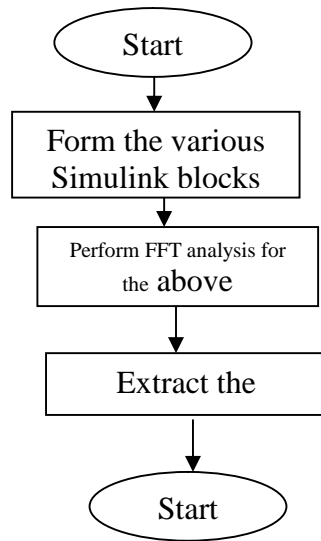 Start
Form the various
Simulink blocks
Perform FFT analysis for
the above
Extract the
Start